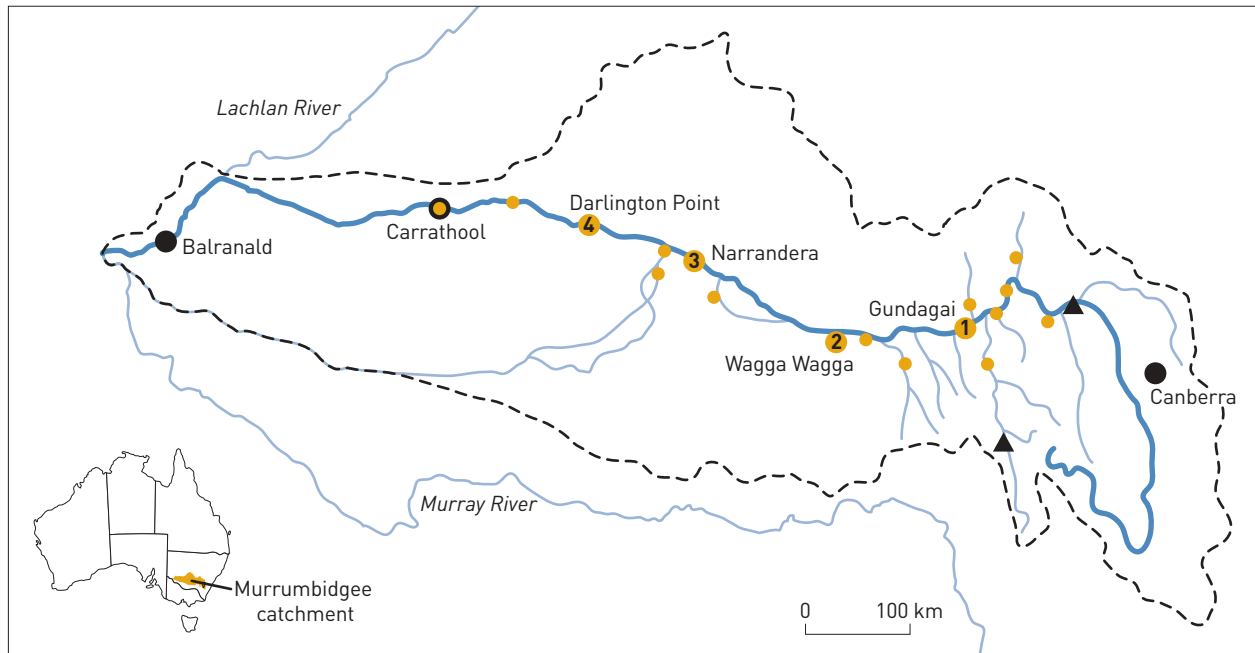 Lachlan River
Darlington Point
4
Carrathool
Balranald
3
Narrandera
Gundagai
1
2
Wagga Wagga
Canberra
Murray River
Murrumbidgee
catchment
0
100 km